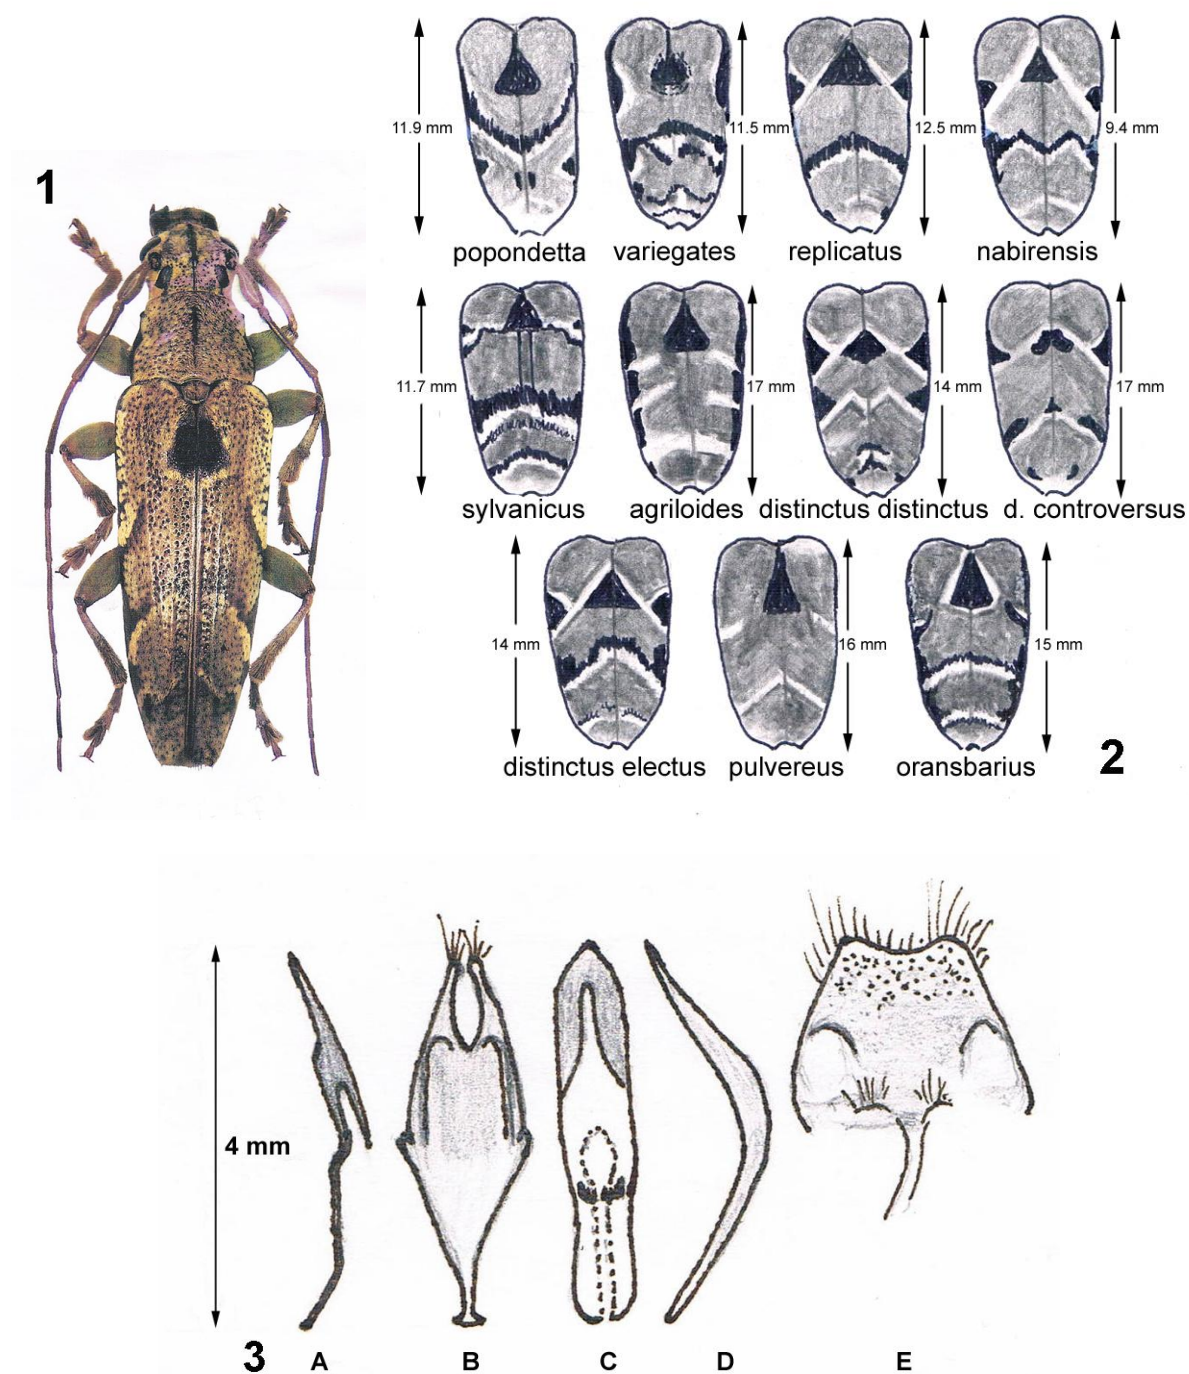 1
11.9 mm
11.5 mm
12.5 mm
9.4 mm
popondetta variegates replicatus nabirensis
11.7 mm
17 mm
14 mm
17 mm
sylvanicus agriloides distinctus distinctus d. controversus
14 mm
16 mm
15 mm
distinctus electus pulvereus oransbarius
2
4 mm
3 A B C D E